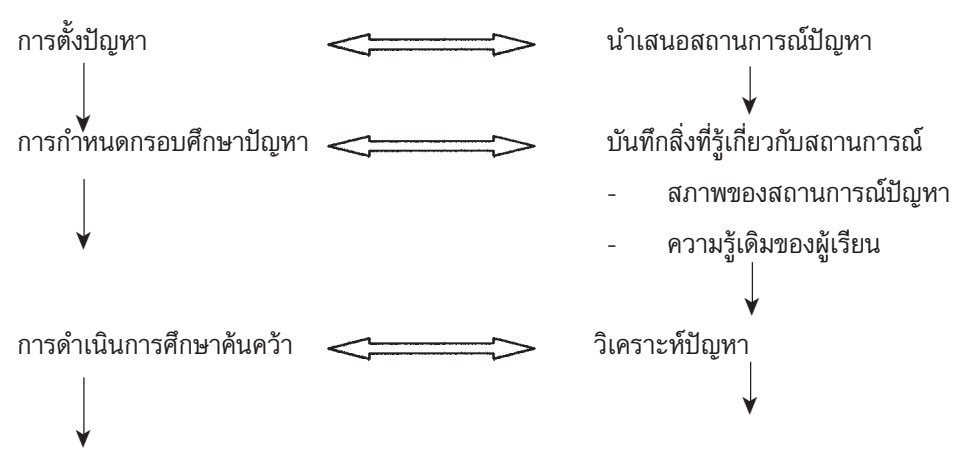 การตั้งปัญหา นำเสนอสถานการณ์ปัญหา
การกำหนดกรอบศึกษาปัญหา บันทึกสิ่งที่รู้เกี่ยวกับสถานการณ์
- สภาพของสถานการณ์ปัญหา
- ความรู้เดิมของผู้เรียน
การดำเนินการศึกษาค้นคว้า วิเคราะห์ปัญหา